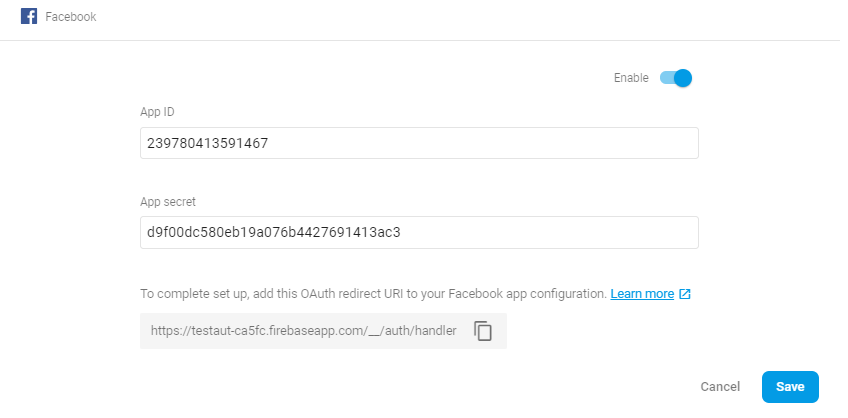 Facebook
Enable
App ID
239780413591467
App secret
d9f00dc580eb19a076b4427691413ac3
To complete set up, add this OAuth redirect URI to your Facebook app configuration. Learn more
https://testaut-ca5fc.firebaseapp.com/__/auth/handler
Cancel Save